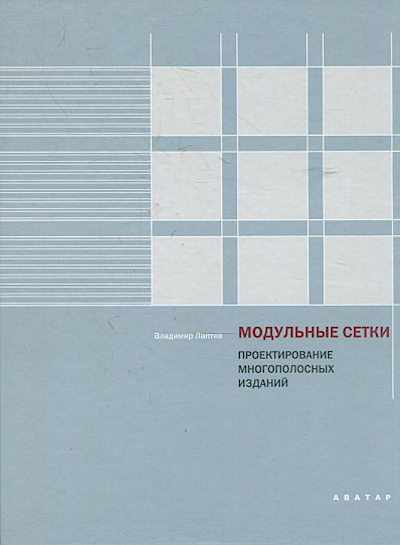 Владимир Лаптев
МОДУЛЬНЫЕ СЕТКИ
ПРОЕКТИРОВАНИЕ
МНОГОПОЛОСНЫХ
ИЗДАНИЙ
АВАТАР